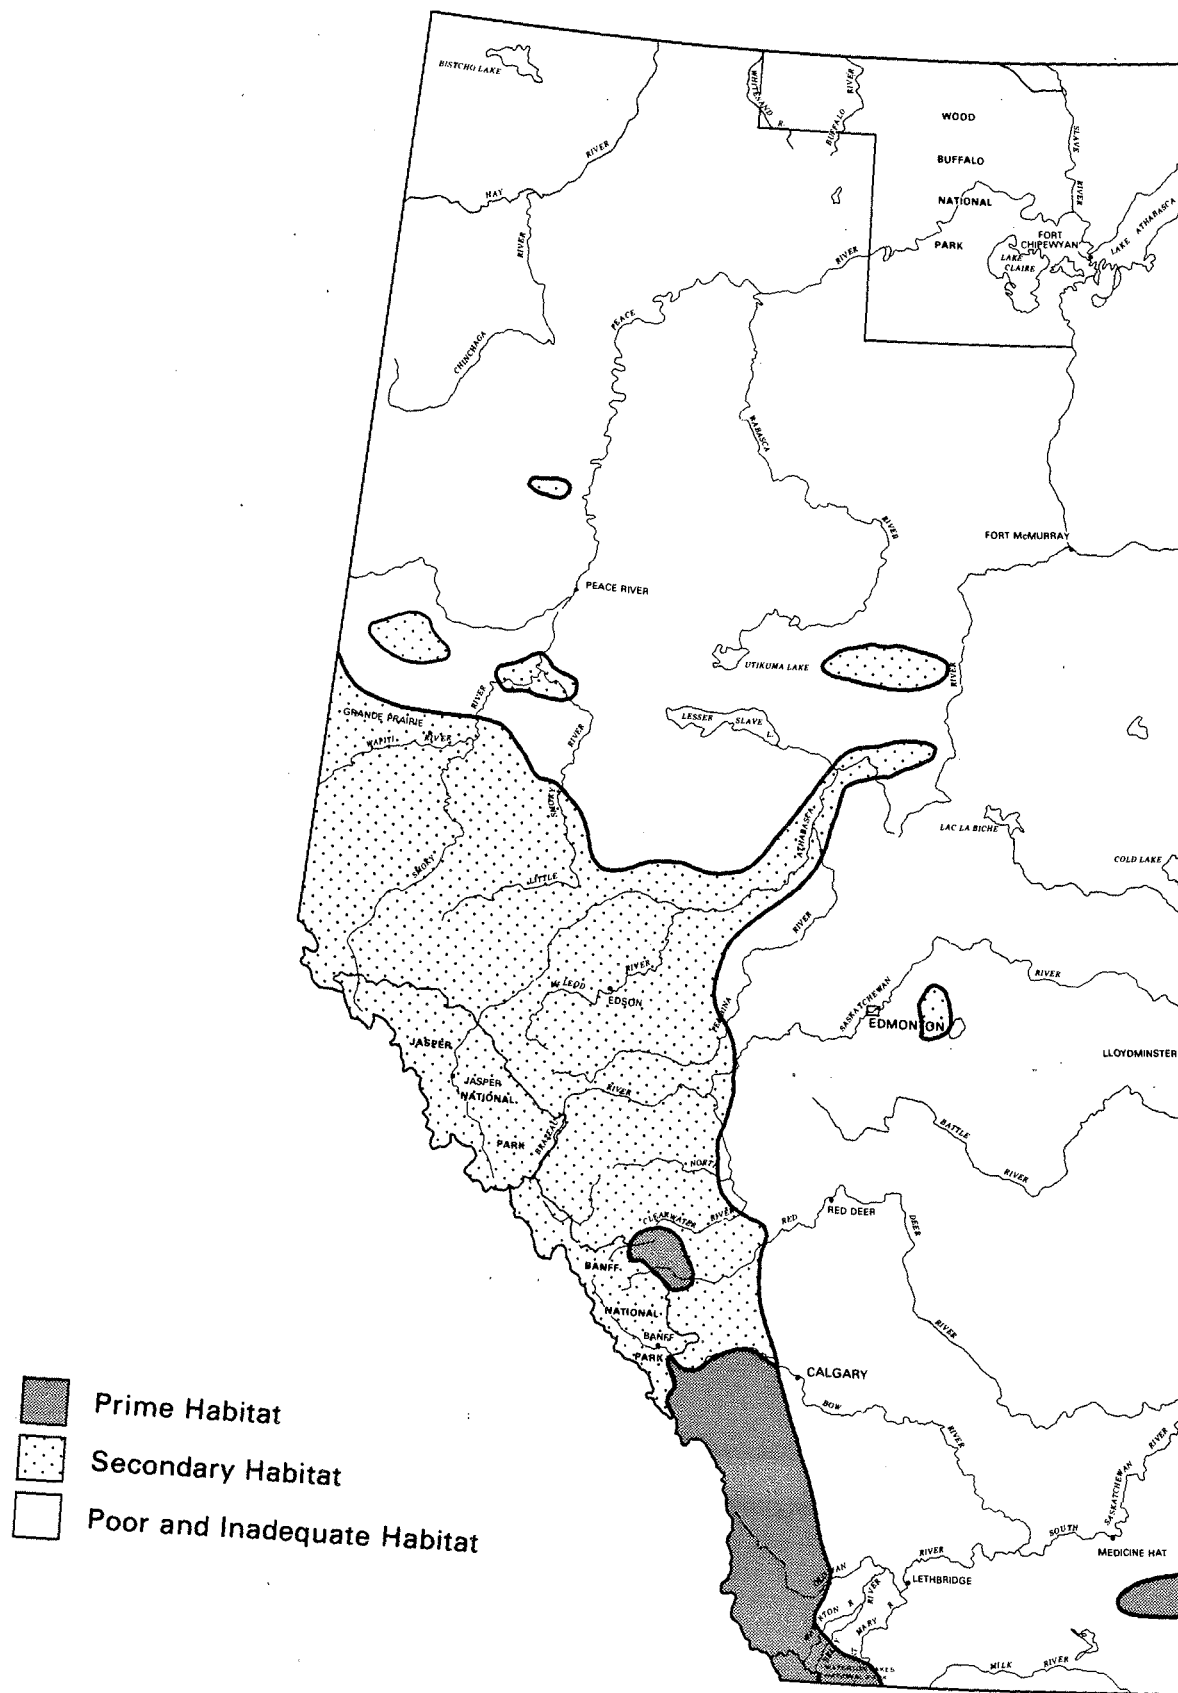 BISTCHO LAKE
WHITESAND
R.
BUFFALO
RIVER
WOOD
BUFFALO
NATIONAL
PARK
SLAVE
RIVER
HAY
RIVER
RIVER
FORT
CHIPEWYAN
LAKE
CLAIRE
LAKE ATHABASCA
RIVER
PEACE
CHINCHAGA
WABASCA
RIVER
FORT McMURRAY
PEACE RIVER
UTIKUMA LAKE
RIVER
RIVER
LESSER SLAVE
L.
GRANDE PRAIRIE
WAPITI RIVER
RIVER
SMOKY
ATHABASCA
LAC LA BICHE
COLD LAKE
SMOKY
LITTLE
RIVER
RIVER
McLEOD
RIVER
EDSON
PEMBINA
SASKATCHEWAN
EDMONTON
LLOYDMINSTER
JASPER
JASPER
NATIONAL
PARK
BRAZEAU
RIVER
BATTLE
RIVER
NORTH
CLEARWATER RIVER
RED
RED DEER
DEER
RIVER
BANFF
NATIONAL
BANFF
PARK
CALGARY
BOW
RIVER
Prime Habitat
Secondary Habitat
Poor and Inadequate Habitat
SASKATCHEWAN
RIVER
SOUTH
RIVER
MEDICINE HAT
LETHBRIDGE
OLDMAN
RIVER
R
MARY R
WATERTON LAKES
MILK RIVER